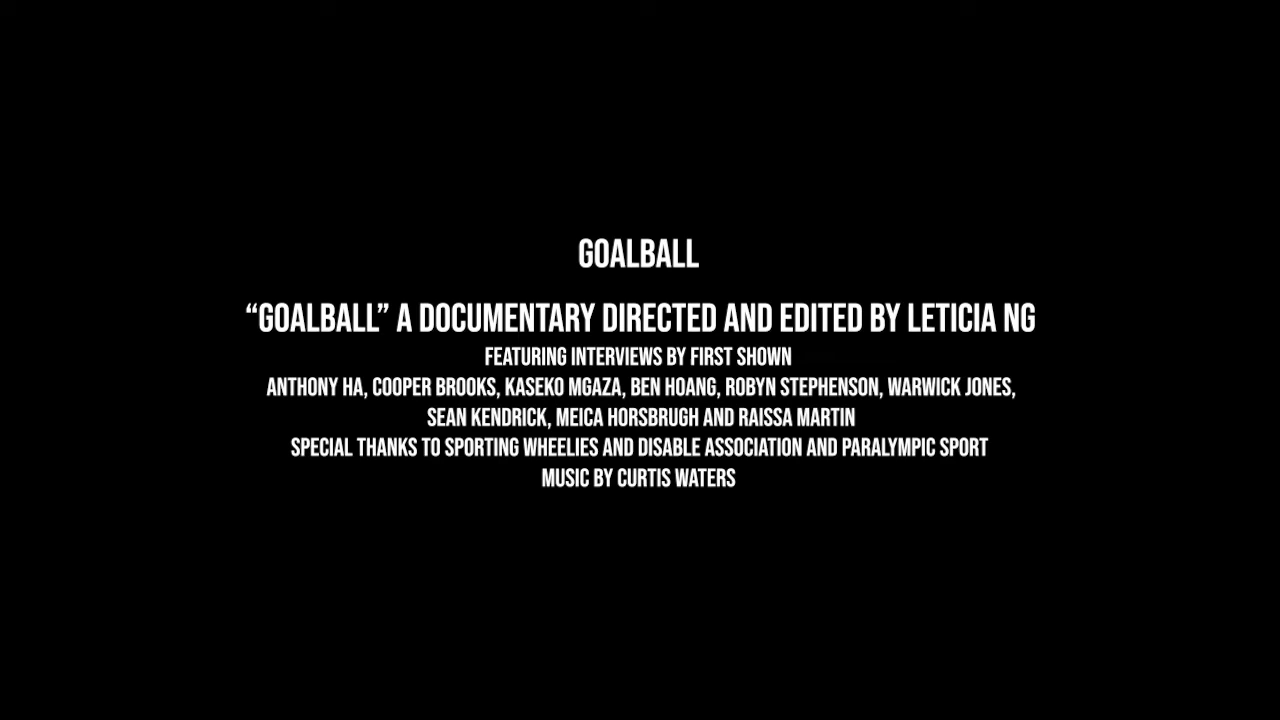 GOALBALL
“GOALBALL” A DOCUMENTARY DIRECTED AND EDITED BY LETICIA NG
FEATURING INTERVIEWS BY FIRST SHOWN
ANTHONY HA, COOPER BROOKS, KASEKO MGAZA, BEN HOANG, ROBYN STEPHENSON, WARWICK JONES,
SEAN KENDRICK, MEICA HORSBRUGH AND RAISSA MARTIN
SPECIAL THANKS TO SPORTING WHEELIES AND DISABLE ASSOCIATION AND PARALYMPIC SPORT
MUSIC BY CURTIS WATERS